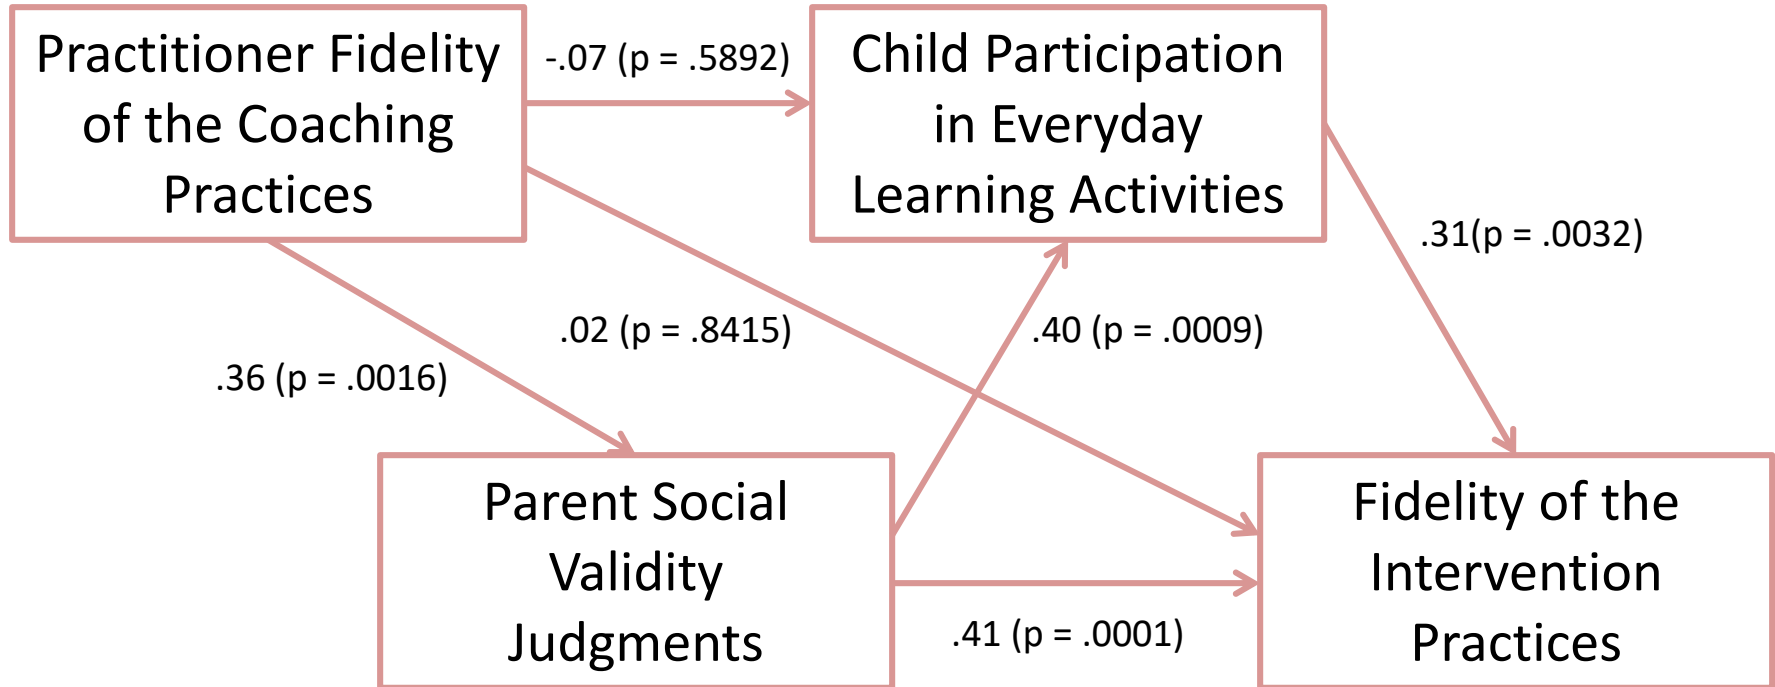 Practitioner Fidelity
of the Coaching
Practices
-.07 (p = .5892)
Child Participation
in Everyday
Learning Activities
.31(p = .0032)
.02 (p = .8415)
.40 (p = .0009)
.36 (p = .0016)
Parent Social
Validity
Judgments
.41 (p = .0001)
Fidelity of the
Intervention
Practices